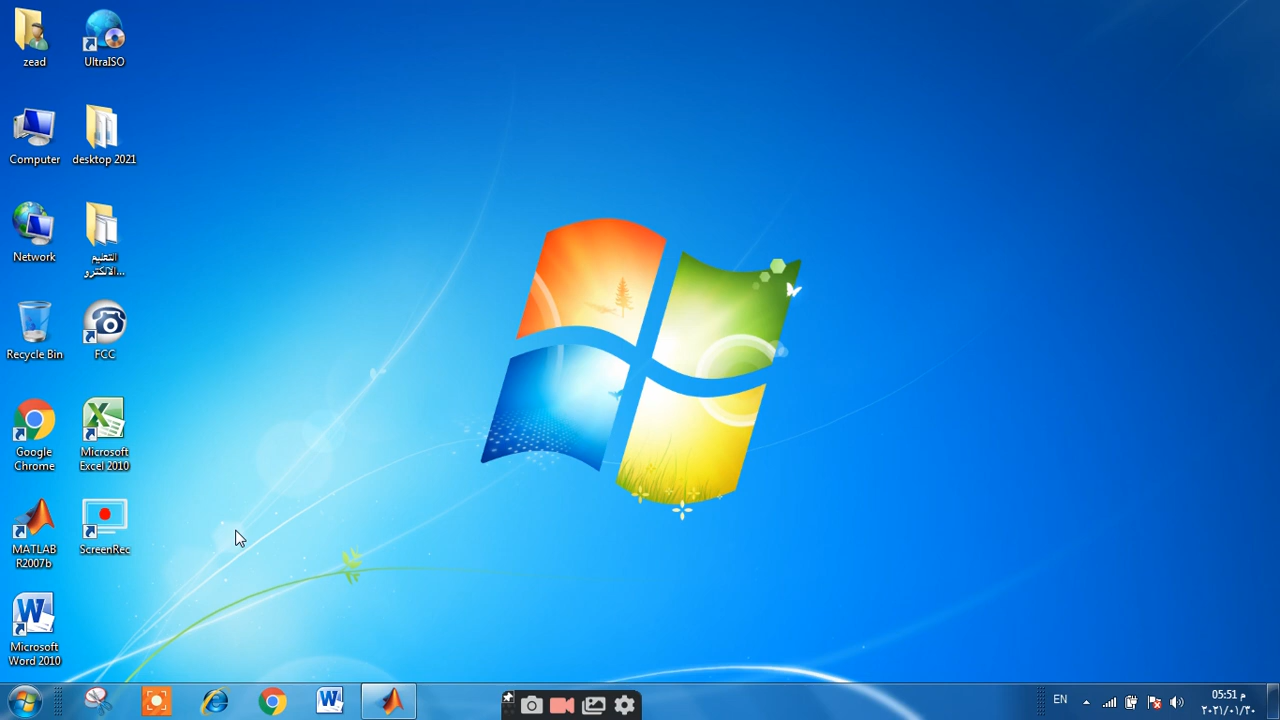 zead
UltraISO
Computer
desktop 2021
Network
التعليم
الالكترو...
Recycle Bin
FCC
Google
Chrome
Microsoft
Excel 2010
MATLAB
R2007b
ScreenRec
Microsoft
Word 2010
EN
05:51 م
٢٠٢١/٠١/٣٠